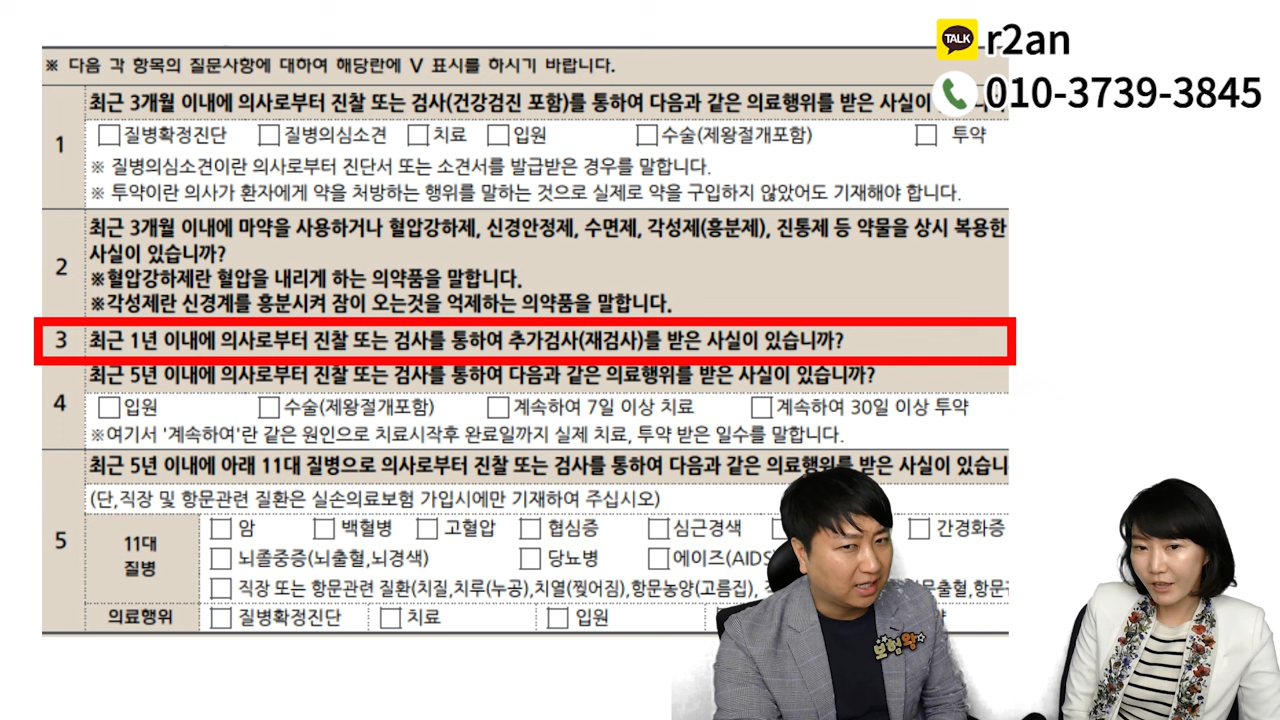 TALK r2an
010-3739-3845
※ 다음 각 항목의 질문사항에 대하여 해당란에 V 표시를 하시기 바랍니다.
1
최근 3개월 이내에 의사로부터 진찰 또는 검사(건강검진 포함)를 통하여 다음과 같은 의료행위를 받은 사실이
질병확정진단 질병의심소견 치료 입원 수술(제왕절개포함) 투약
※ 질병의심소견이란 의사로부터 진단서 또는 소견서를 발급받은 경우를 말합니다.
※ 투약이란 의사가 환자에게 약을 처방하는 행위를 말하는 것으로 실제로 약을 구입하지 않았어도 기재해야 합니다.
2
최근 3개월 이내에 마약을 사용하거나 혈압강하제, 신경안정제, 수면제, 각성제(흥분제), 진통제 등 약물을 상시 복용한
사실이 있습니까?
※혈압강하제란 혈압을 내리게 하는 의약품을 말합니다.
※각성제란 신경계를 흥분시켜 잠이 오는것을 억제하는 의약품을 말합니다.
3 최근 1년 이내에 의사로부터 진찰 또는 검사를 통하여 추가검사(재검사)를 받은 사실이 있습니까?
4
최근 5년 이내에 의사로부터 진찰 또는 검사를 통하여 다음과 같은 의료행위를 받은 사실이 있습니까?
입원 수술(제왕절개포함) 계속하여 7일 이상 치료 계속하여 30일 이상 투약
※여기서 '계속하여'란 같은 원인으로 치료시작후 완료일까지 실제 치료, 투약 받은 일수를 말합니다.
5
최근 5년 이내에 아래 11대 질병으로 의사로부터 진찰 또는 검사를 통하여 다음과 같은 의료행위를 받은 사실이 있습니
(단,직장 및 항문관련 질환은 실손의료보험 가입시에만 기재하여 주십시오)
11대
질병
암 백혈병 고혈압 협심증 심근경색 간경화증
뇌졸중증(뇌출혈,뇌경색) 당뇨병 에이즈(AIDS
직장 또는 항문관련 질환(치질,치루(누공),치열(찢어짐),항문농양(고름집), 항문출혈,항문
의료행위 질병확정진단 치료 입원
보험왕